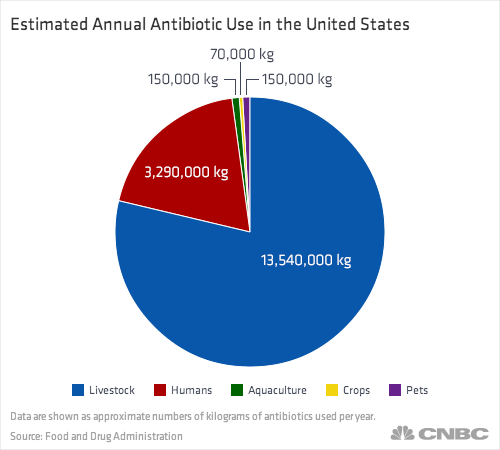 Estimated Annual Antibiotic Use in the United States
70,000 kg
150,000 kg
150,000 kg
3,290,000 kg
13,540,000 kg
Livestock
Humans
Aquaculture
Crops
Pets
Data are shown as approximate numbers of kilograms of antibiotics used per year.
Source: Food and Drug Administration
CNBC